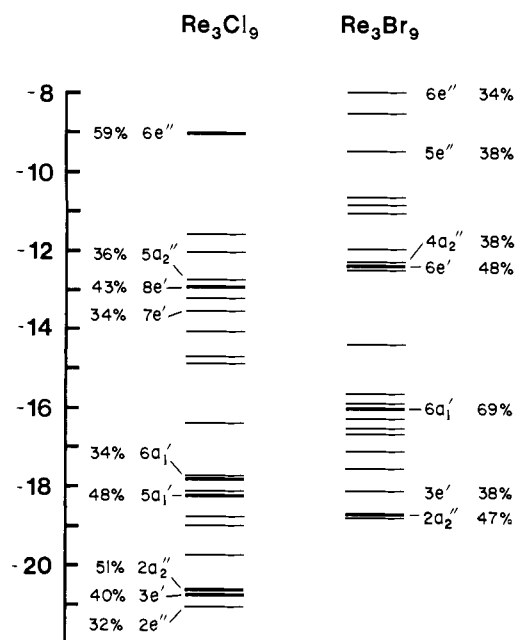 Re₃Cl₉ Re₃Br₉
-8
6e″ 34%
59% 6e″
5e″ 38%
-10
-12
36% 5a₂″
4a₂″ 38%
43% 8e′
6e′ 48%
34% 7e′
-14
-16
6a₁′ 69%
34% 6a₁′
-18
48% 5a₁′
3e′ 38%
2a₂″ 47%
-20
51% 2a₂″
40% 3e′
32% 2e″